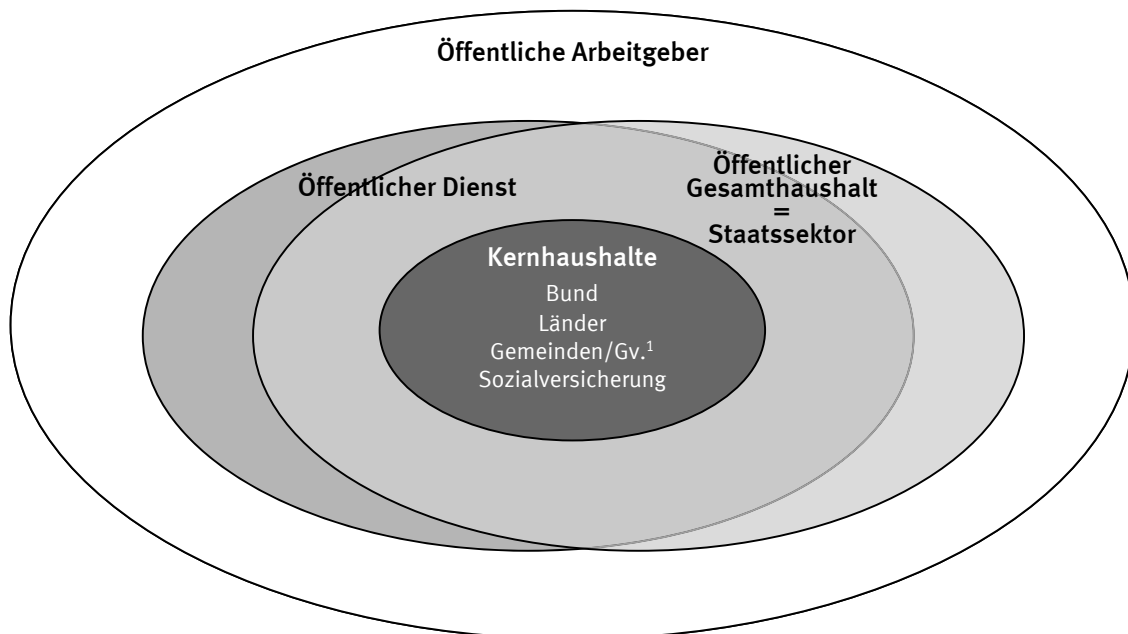 Öffentliche Arbeitgeber
Öffentlicher Dienst
Öffentlicher
Gesamthaushalt
=
Staatssektor
Kernhaushalte
Bund
Länder
Gemeinden/Gv.¹
Sozialversicherung